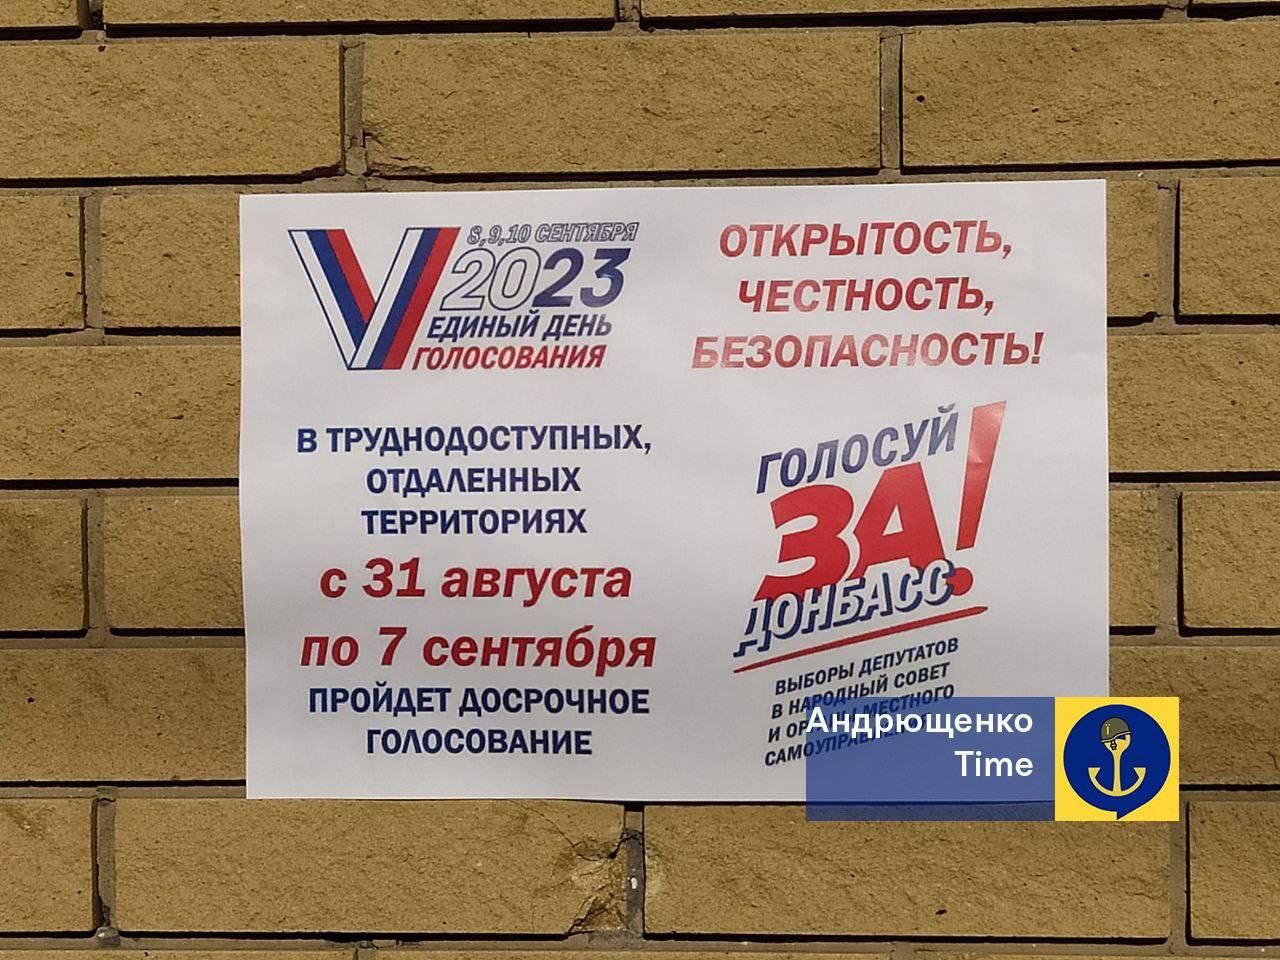 8, 9, 10 СЕНТЯБРЯ
2023
ЕДИНЫЙ ДЕНЬ
ГОЛОСОВАНИЯ
В ТРУДНОДОСТУПНЫХ,
ОТДАЛЕННЫХ
ТЕРРИТОРИЯХ
с 31 августа
по 7 сентября
ПРОЙДЕТ ДОСРОЧНОЕ
ГОЛОСОВАНИЕ
ОТКРЫТОСТЬ,
ЧЕСТНОСТЬ,
БЕЗОПАСНОСТЬ!
ГОЛОСУЙ
ЗА!
ДОНБАСС
ВЫБОРЫ ДЕПУТАТОВ
В НАРОДНЫЙ СОВЕТ
И ОРГАНЫ МЕСТНОГО
САМОУПРАВЛЕНИЯ
Андрющенко
Time